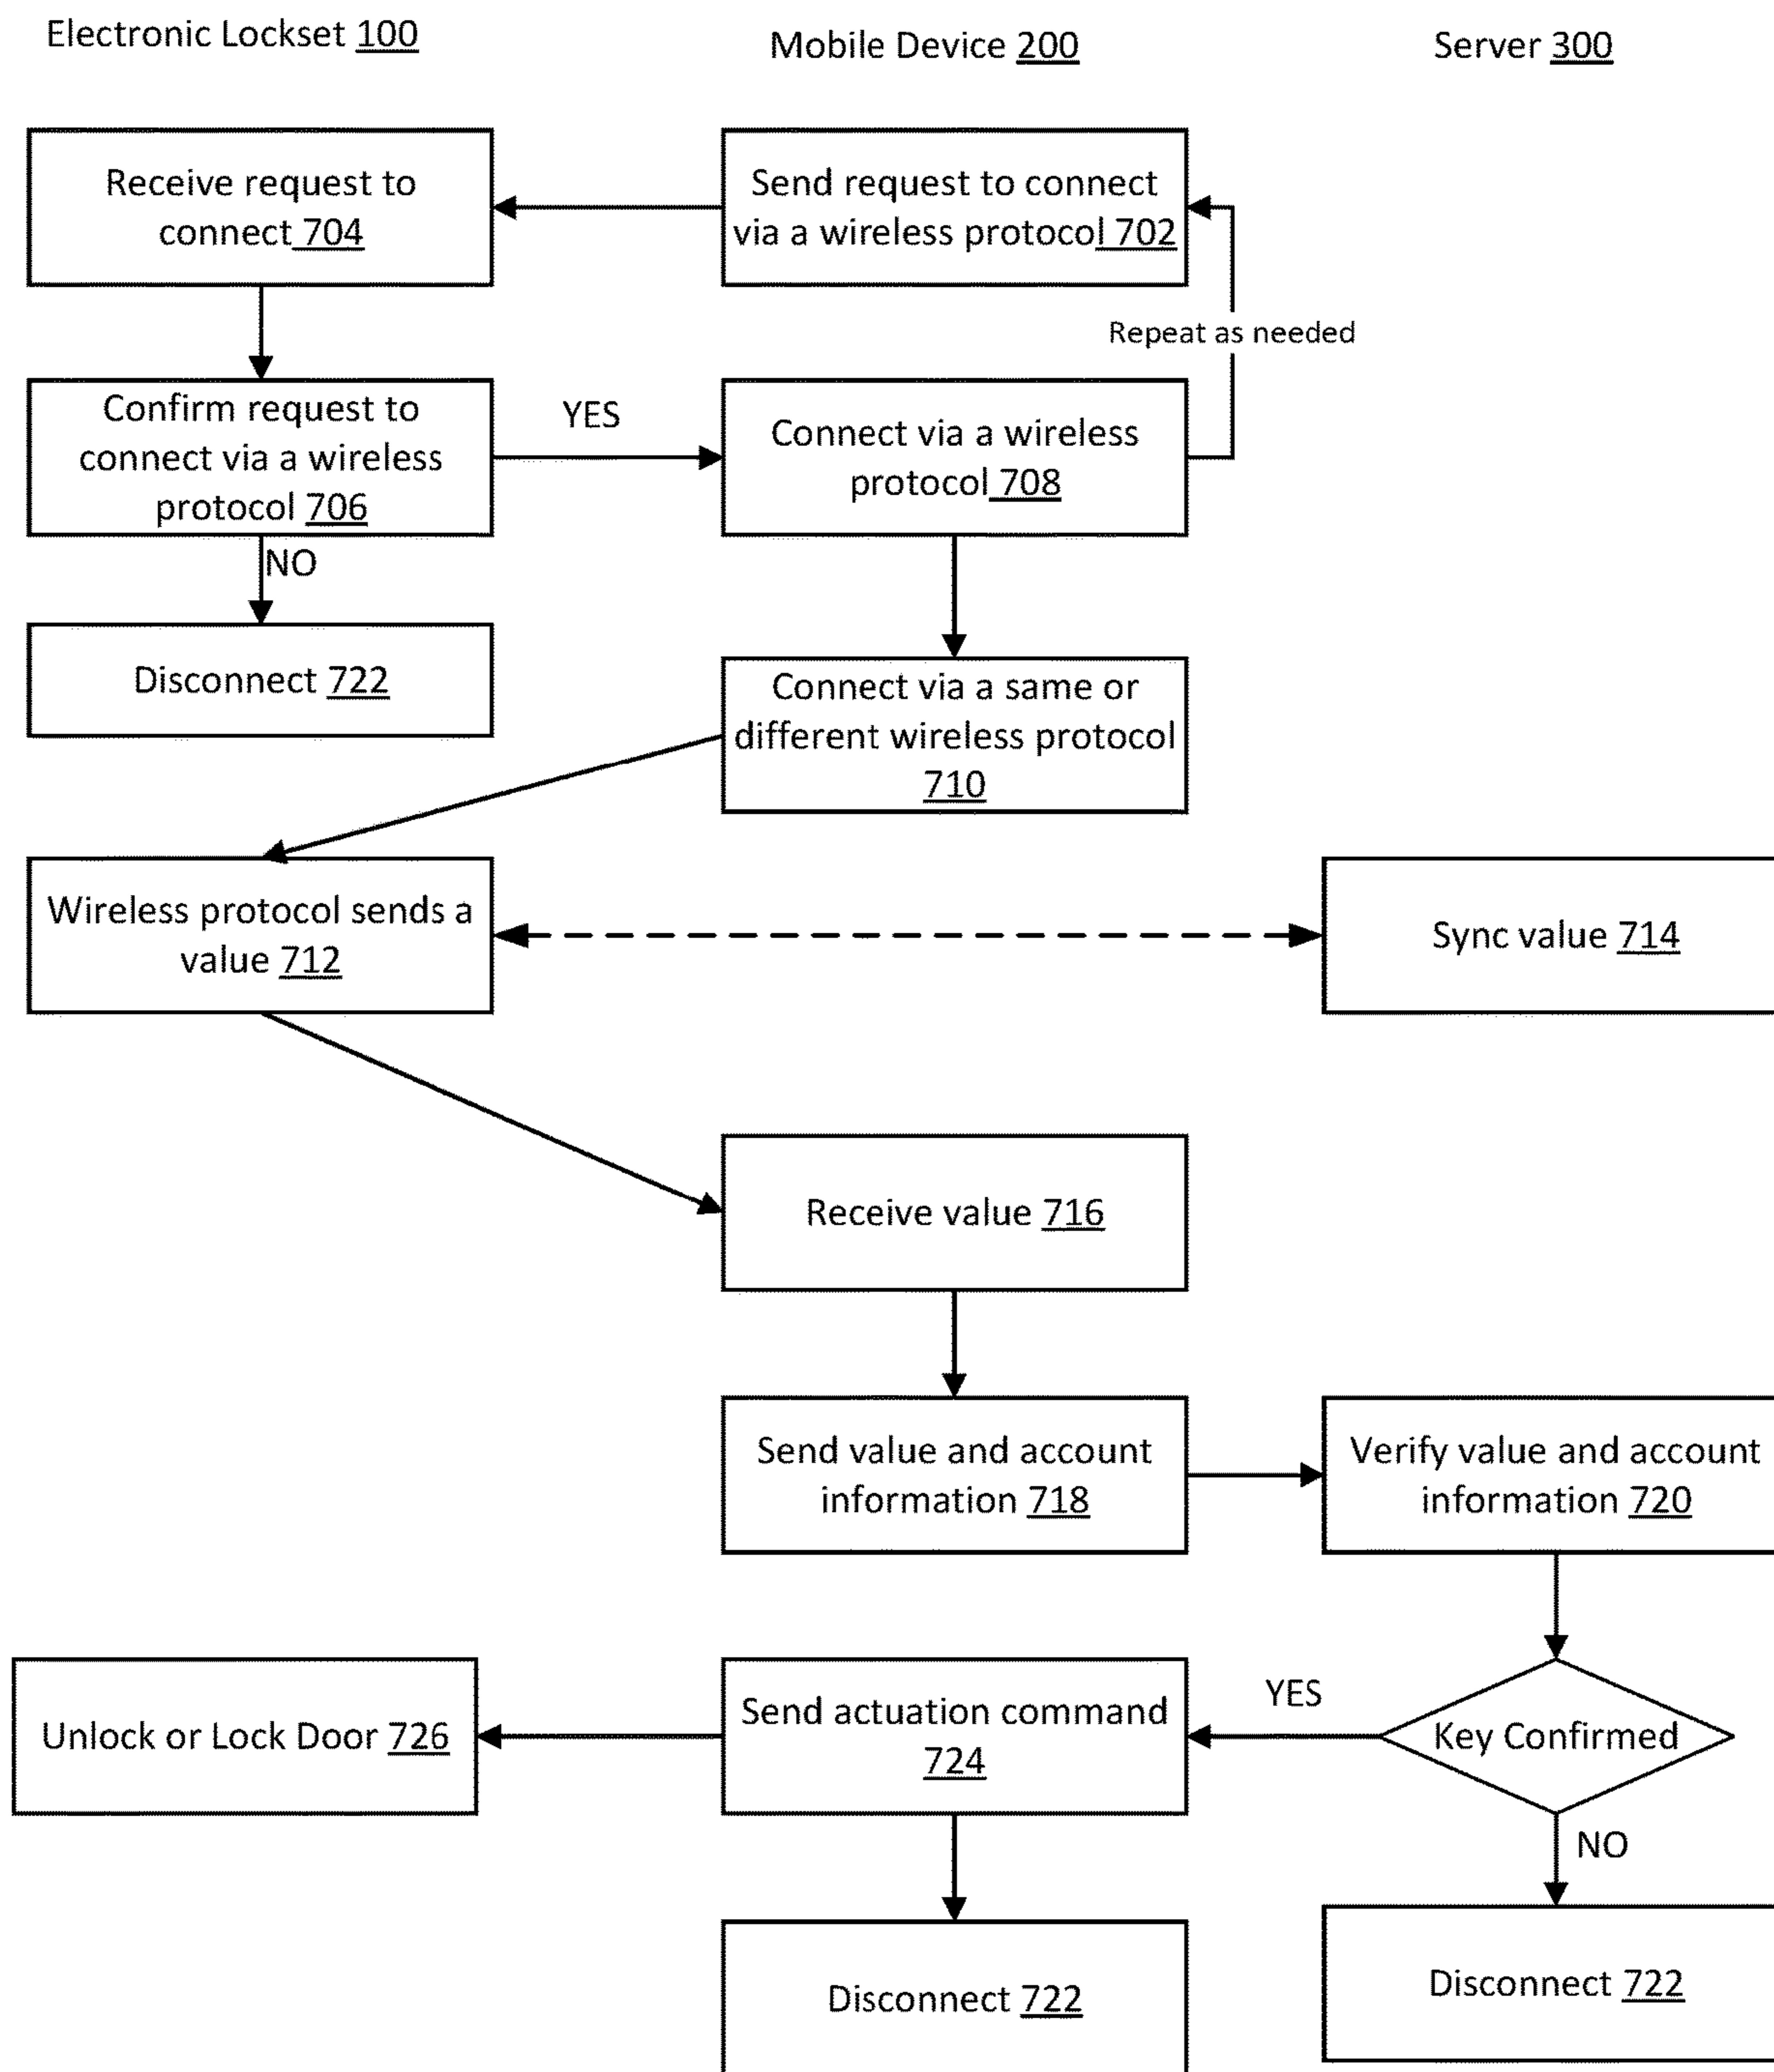 Electronic Lockset 100
Mobile Device 200
Server 300
Receive request to
connect 704
Send request to connect
via a wireless protocol 702
Repeat as needed
Confirm request to
connect via a wireless
protocol 706
YES
Connect via a wireless
protocol 708
NO
Disconnect 722
Connect via a same or
different wireless protocol
710
Wireless protocol sends a
value 712
Sync value 714
Receive value 716
Send value and account
information 718
Verify value and account
information 720
Unlock or Lock Door 726
Send actuation command
724
YES
Key Confirmed
NO
Disconnect 722
Disconnect 722